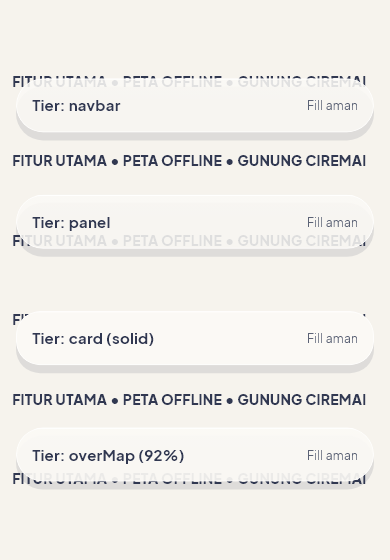 FITUR UTAMA ● PETA OFFLINE ● GUNUNG CIREMAI
Tier: navbar Fill aman
FITUR UTAMA ● PETA OFFLINE ● GUNUNG CIREMAI
Tier: panel Fill aman
FITUR UTAMA ● PETA OFFLINE ● GUNUNG CIREMAI
Tier: card (solid) Fill aman
FITUR UTAMA ● PETA OFFLINE ● GUNUNG CIREMAI
Tier: overMap (92%) Fill aman
FITUR UTAMA ● PETA OFFLINE ● GUNUNG CIREMAI